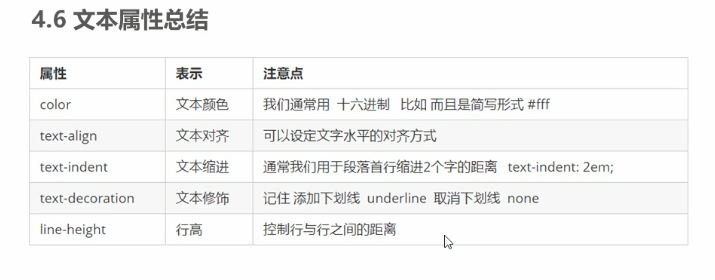 4.6 文本属性总结
属性 表示 注意点
color 文本颜色 我们通常用 十六进制 比如 而且是简写形式 #fff
text-align 文本对齐 可以设定文字水平的对齐方式
text-indent 文本缩进 通常我们用于段落首行缩进2个字的距离 text-indent: 2em;
text-decoration 文本修饰 记住 添加下划线 underline 取消下划线 none
line-height 行高 控制行与行之间的距离